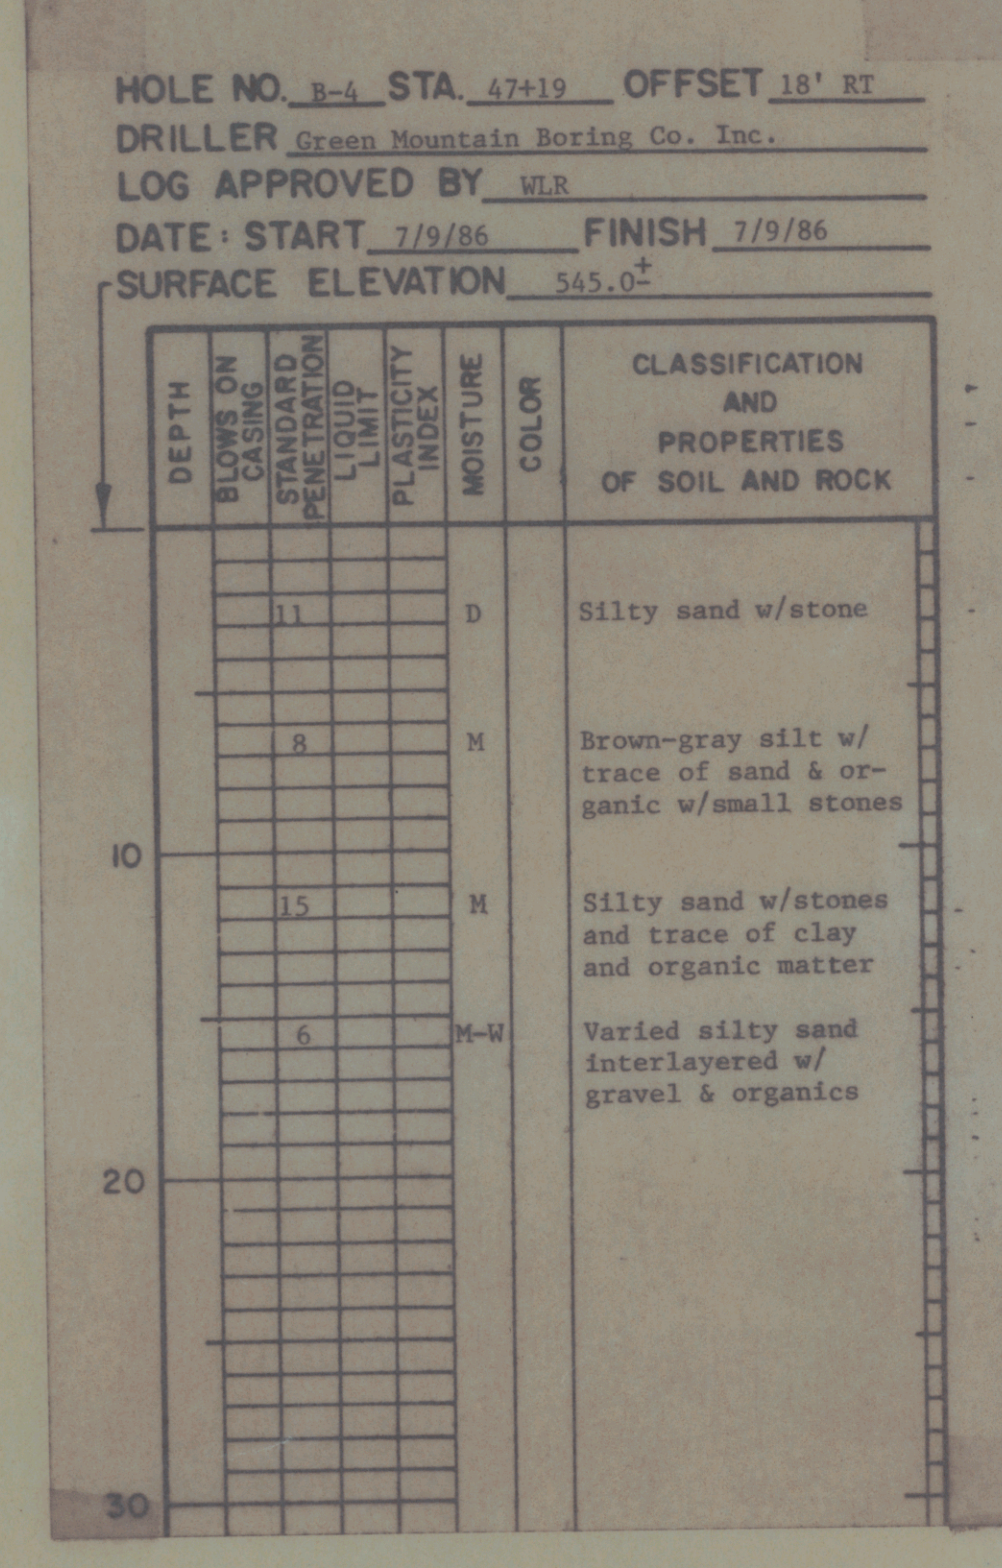 HOLE NO. B-4 STA. 47+19 OFFSET 18' RT
DRILLER Green Mountain Boring Co. Inc.
LOG APPROVED BY WLR
DATE: START 7/9/86 FINISH 7/9/86
SURFACE ELEVATION 545.0±
DEPTH
BLOWS ON
CASING
STANDARD
PENETRATION
LIQUID
LIMIT
PLASTICITY
INDEX
MOISTURE
COLOR
CLASSIFICATION
AND
PROPERTIES
OF SOIL AND ROCK
11 D Silty sand w/stone
8 M Brown-gray silt w/
trace of sand & or-
ganic w/small stones
10
15 M Silty sand w/stones
and trace of clay
and organic matter
6 M-W Varied silty sand
interlayered w/
gravel & organics
20
30